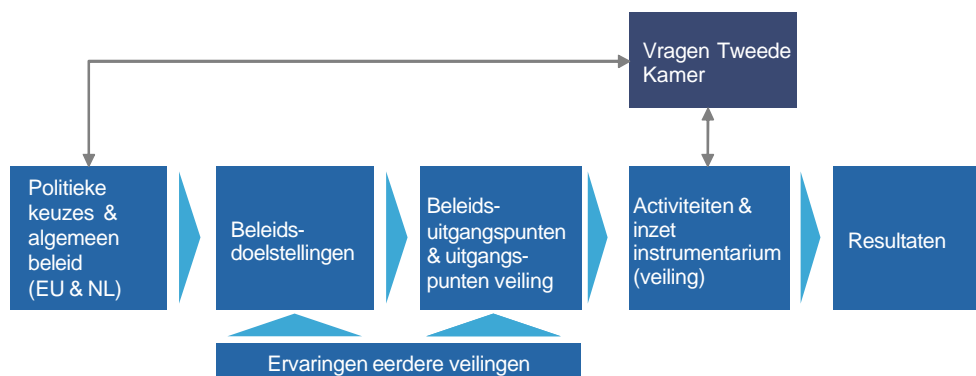 Vragen Tweede
Kamer
Politieke
keuzes &
algemeen
beleid
(EU & NL)
Beleids-
doelstellingen
Beleids-
uitgangspunten
& uitgangs-
punten veiling
Activiteiten &
inzet
instrumentarium
(veiling)
Resultaten
Ervaringen eerdere veilingen